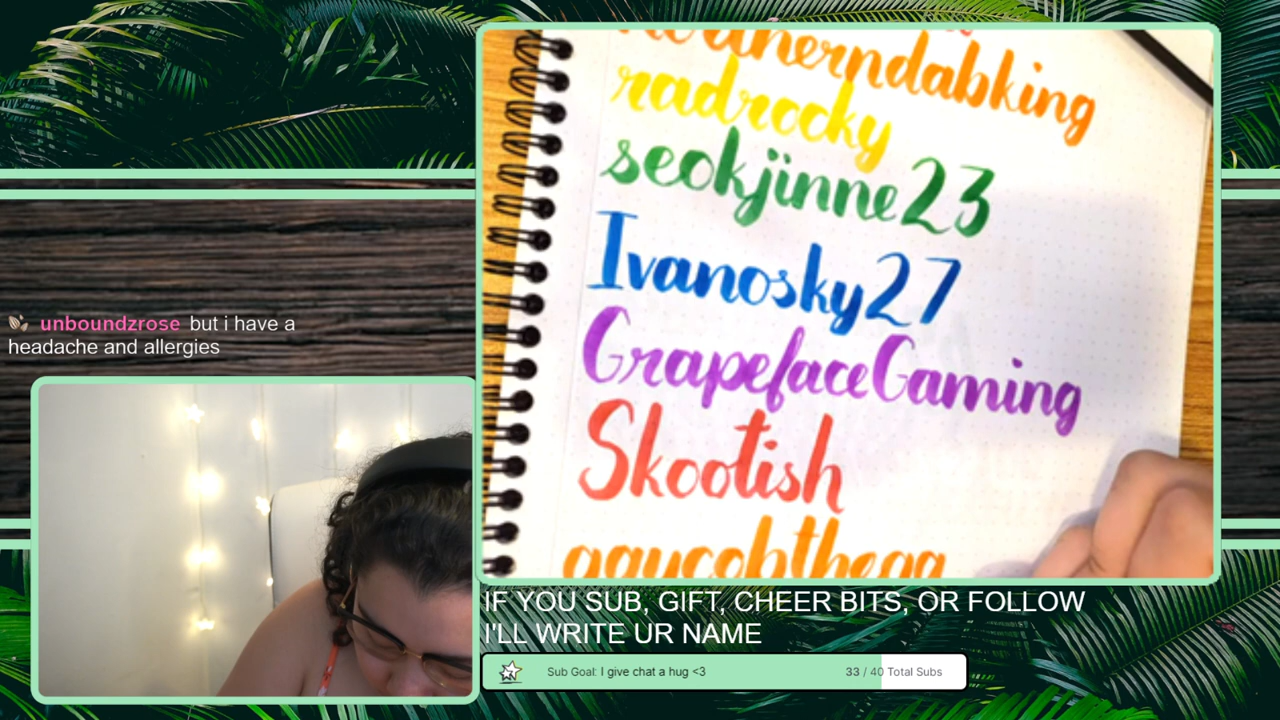 northerndabking
radrocky
seokjinne23
Ivanosky27
GrapefaceGaming
Skootish
unboundzrose but i have a
headache and allergies
IF YOU SUB, GIFT, CHEER BITS, OR FOLLOW
I'LL WRITE UR NAME
Sub Goal: I give chat a hug <3 33 / 40 Total Subs